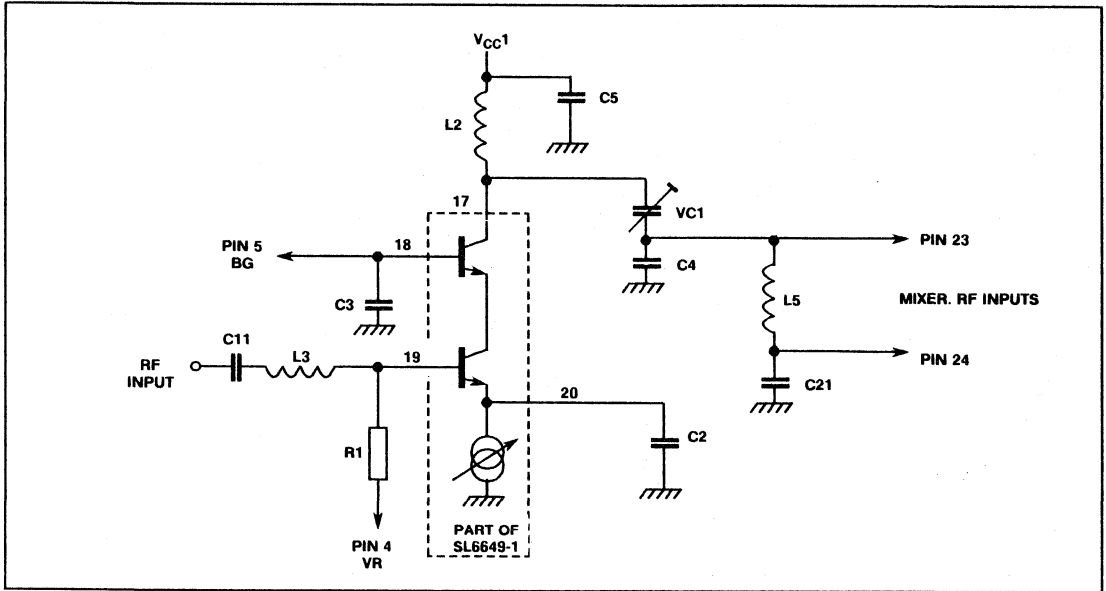 VCC1
C5
L2
17
VC1
PIN 5
BG
18
PIN 23
C4
C3
L5
MIXER. RF INPUTS
C11
L3
19
RF
INPUT
PIN 24
20
C21
R1
C2
PART OF
SL6649-1
PIN 4
VR